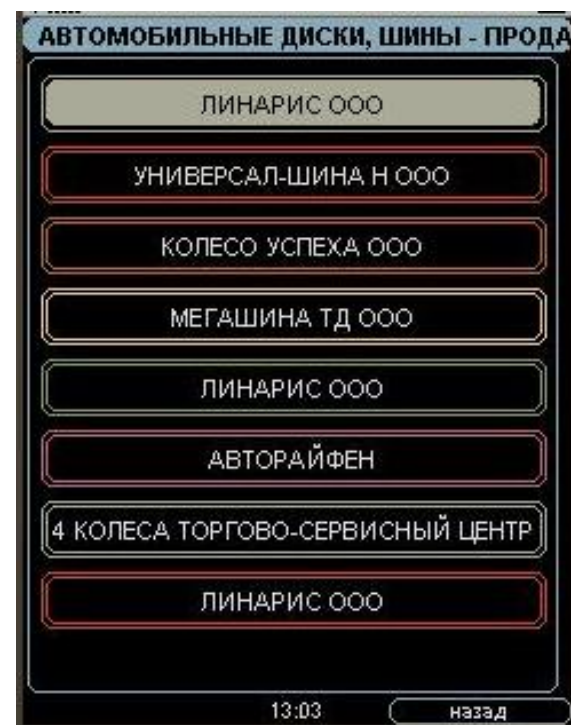 АВТОМОБИЛЬНЫЕ ДИСКИ, ШИНЫ - ПРОДА
ЛИНАРИС ООО
УНИВЕРСАЛ-ШИНА Н ООО
КОЛЕСО УСПЕХА ООО
МЕГАШИНА ТД ООО
ЛИНАРИС ООО
АВТОРАЙФЕН
4 КОЛЕСА ТОРГОВО-СЕРВИСНЫЙ ЦЕНТР
ЛИНАРИС ООО
13:03 назад